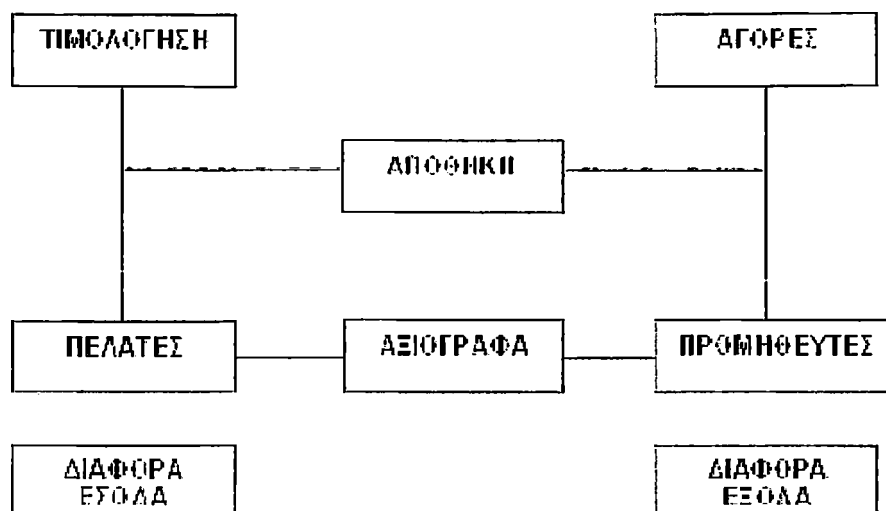 ΤΙΜΟΛΟΓΗΣΗ
ΑΓΟΡΕΣ
ΑΠΟΘΗΚΗ
ΠΕΛΑΤΕΣ
ΑΞΙΟΓΡΑΦΑ
ΠΡΟΜΗΘΕΥΤΕΣ
ΔΙΑΦΟΡΑ
ΕΣΟΔΑ
ΔΙΑΦΟΡΑ
ΕΞΟΔΑ